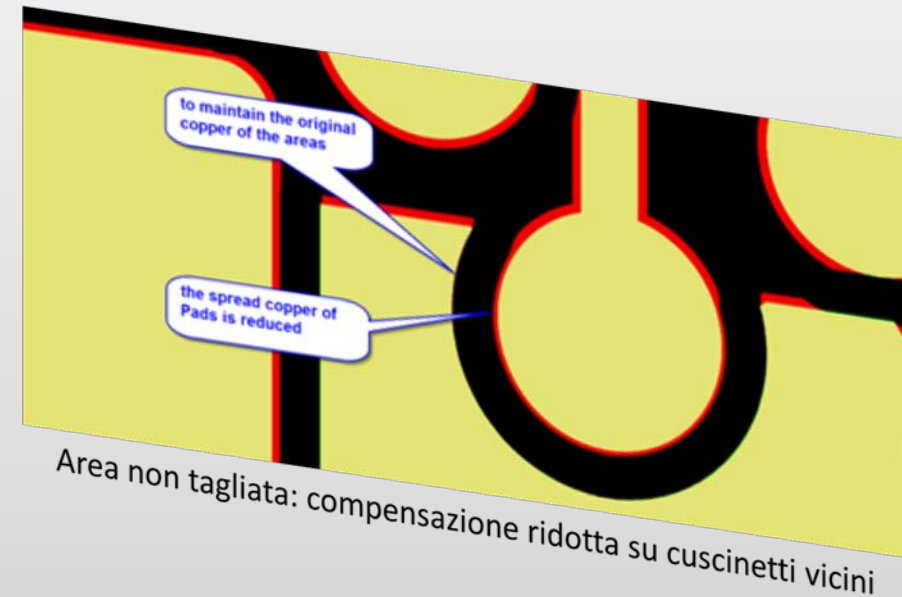 to maintain the original
copper of the areas
the spread copper of
Pads is reduced
Area non tagliata: compensazione ridotta su cuscinetti vicini